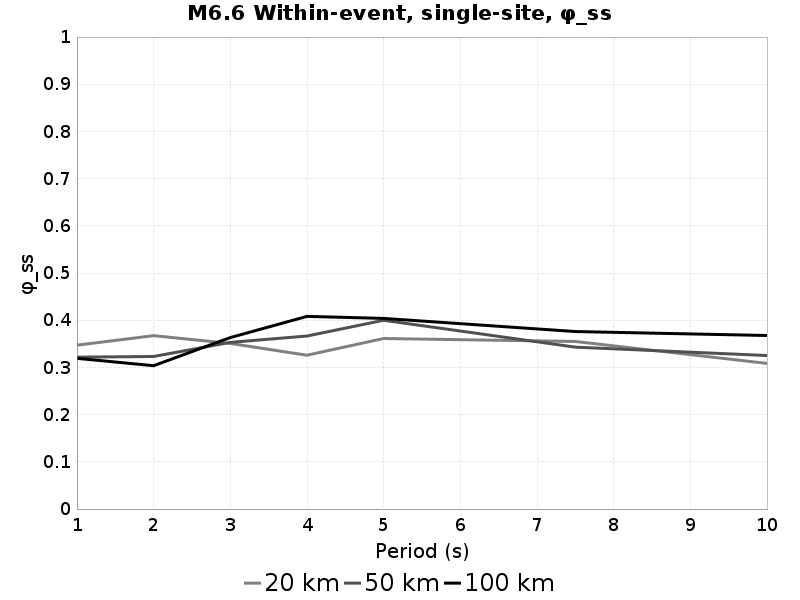 M6.6 Within-event, single-site, φ_ss
1
0.9
0.8
0.7
0.6
0.5
0.4
0.3
0.2
0.1
0
φ_ss
1 2 3 4 5 6 7 8 9 10
Period (s)
20 km 50 km 100 km